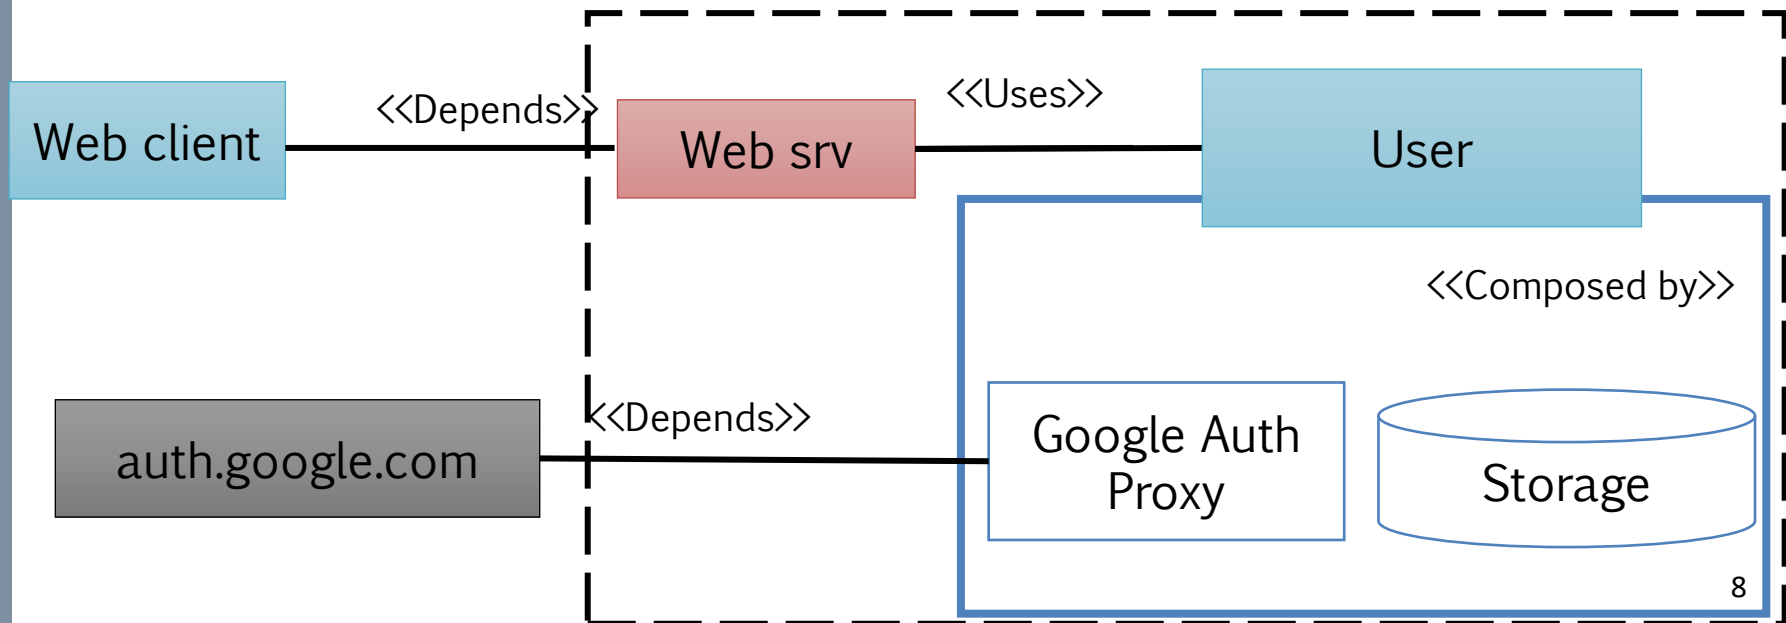 <<Depends>>
<<Uses>>
Web client
Web srv
User
<<Composed by>>
<<Depends>>
auth.google.com
Google Auth
Proxy
Storage
8